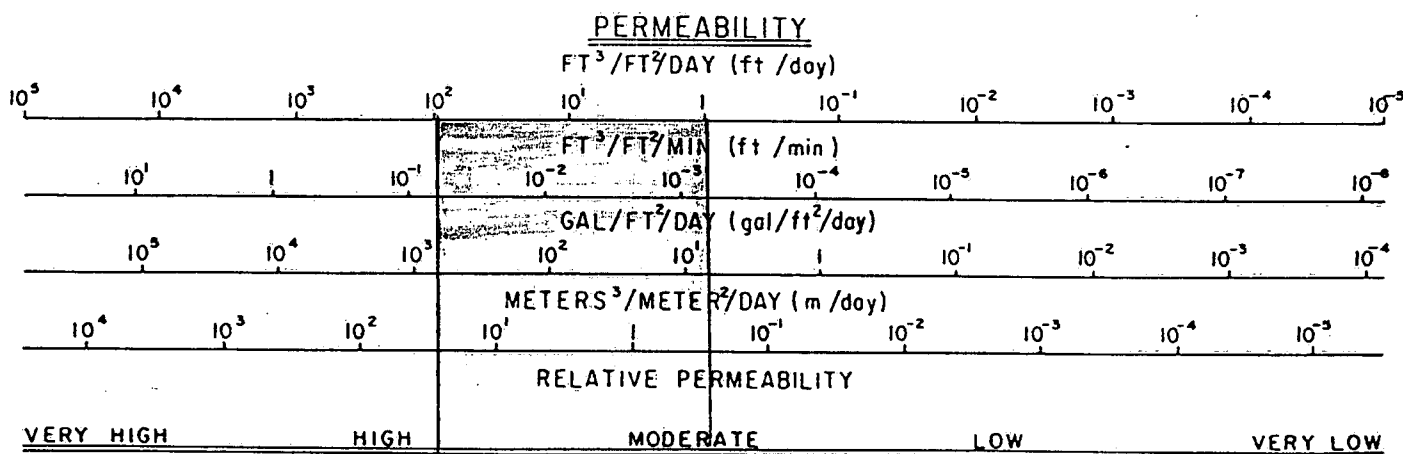 PERMEABILITY
FT³/FT²/DAY (ft /day)
10⁵ 10⁴ 10³ 10² 10¹ 1 10⁻¹ 10⁻² 10⁻³ 10⁻⁴ 10⁻⁵
FT³/FT²/MIN (ft /min)
10¹ 1 10⁻¹ 10⁻² 10⁻³ 10⁻⁴ 10⁻⁵ 10⁻⁶ 10⁻⁷ 10⁻⁶
GAL/FT²/DAY (gal/ft²/day)
10⁵ 10⁴ 10³ 10² 10¹ 1 10⁻¹ 10⁻² 10⁻³ 10⁻⁴
METERS³/METER²/DAY (m /day)
10⁴ 10³ 10² 10¹ 1 10⁻¹ 10⁻² 10⁻³ 10⁻⁴ 10⁻⁵
RELATIVE PERMEABILITY
VERY HIGH HIGH MODERATE LOW VERY LOW